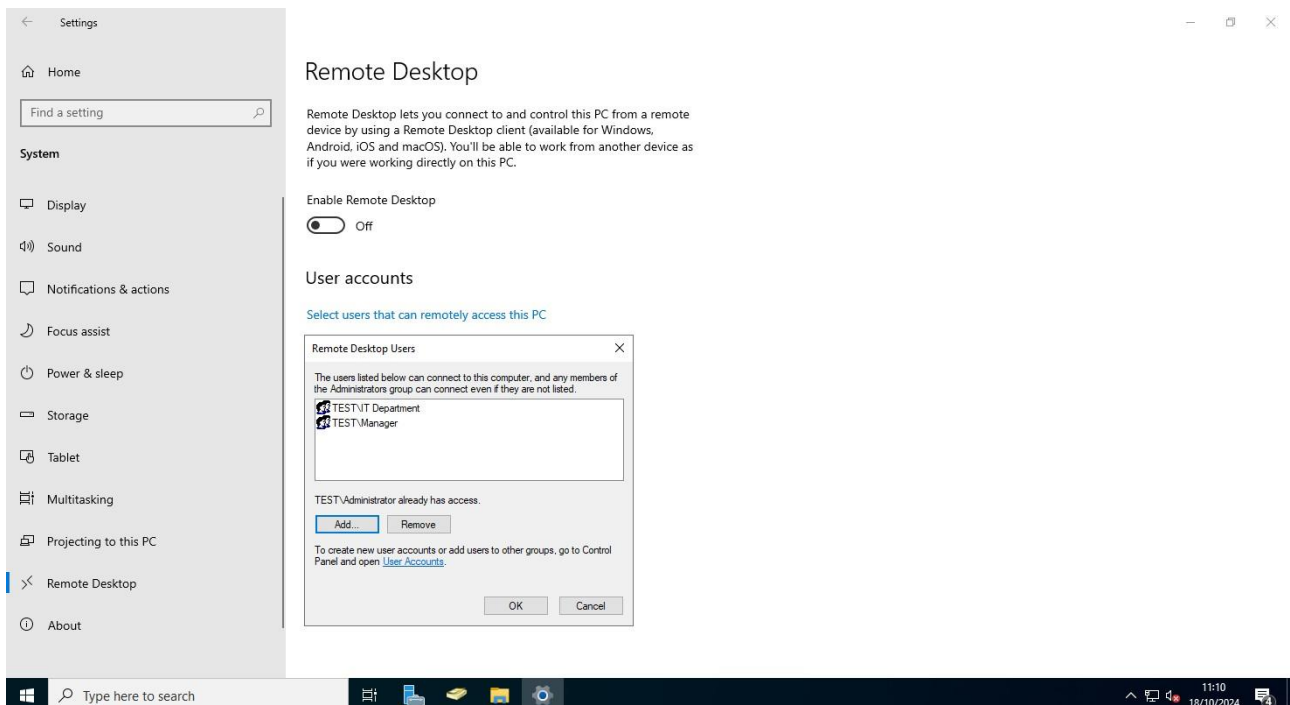 Settings
Home
Find a setting
System
Display
Sound
Notifications & actions
Focus assist
Power & sleep
Storage
Tablet
Multitasking
Projecting to this PC
Remote Desktop
About
Remote Desktop
Remote Desktop lets you connect to and control this PC from a remote
device by using a Remote Desktop client (available for Windows,
Android, iOS and macOS). You'll be able to work from another device as
if you were working directly on this PC.
Enable Remote Desktop
Off
User accounts
Select users that can remotely access this PC
Remote Desktop Users
The users listed below can connect to this computer, and any members of
the Administrators group can connect even if they are not listed.
TEST\IT Department
TEST\Manager
TEST\Administrator already has access.
Add... Remove
To create new user accounts or add users to other groups, go to Control
Panel and open User Accounts.
OK Cancel
Type here to search
11:10
18/10/2024
4